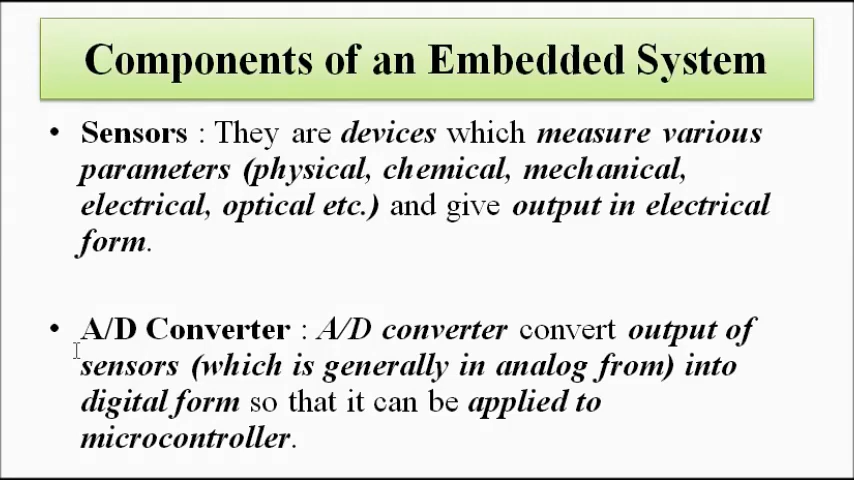 Components of an Embedded System
• Sensors : They are devices which measure various
parameters (physical, chemical, mechanical,
electrical, optical etc.) and give output in electrical
form.
• A/D Converter : A/D converter convert output of
sensors (which is generally in analog from) into
digital form so that it can be applied to
microcontroller.